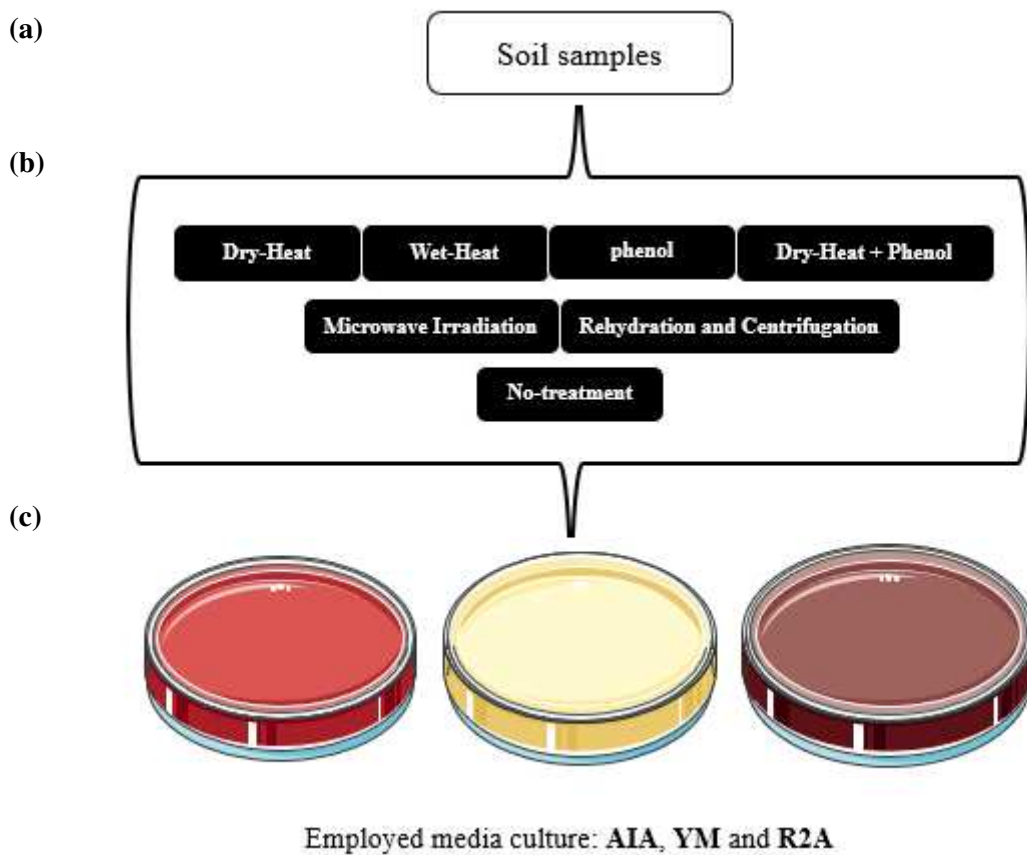 (a)
Soil samples
(b)
Dry-Heat
Wet-Heat
phenol
Dry-Heat + Phenol
Microwave Irradiation
Rehydration and Centrifugation
No-treatment
(c)
Employed media culture: AIA, YM and R2A